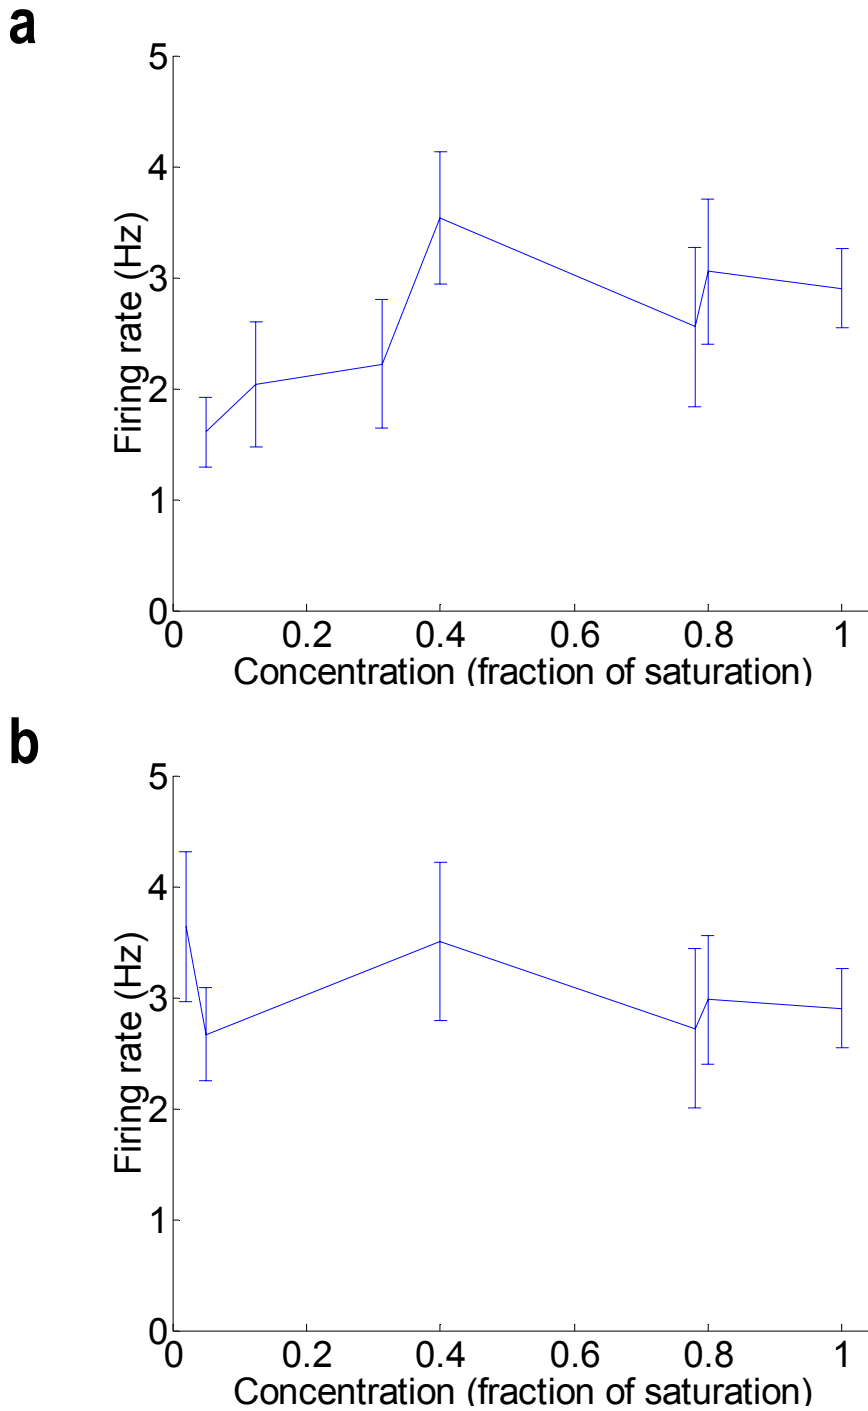 a
5
4
3
2
1
0
Firing rate (Hz)
0 0.2 0.4 0.6 0.8 1
Concentration (fraction of saturation)
b
5
4
3
2
1
0
Firing rate (Hz)
0 0.2 0.4 0.6 0.8 1
Concentration (fraction of saturation)